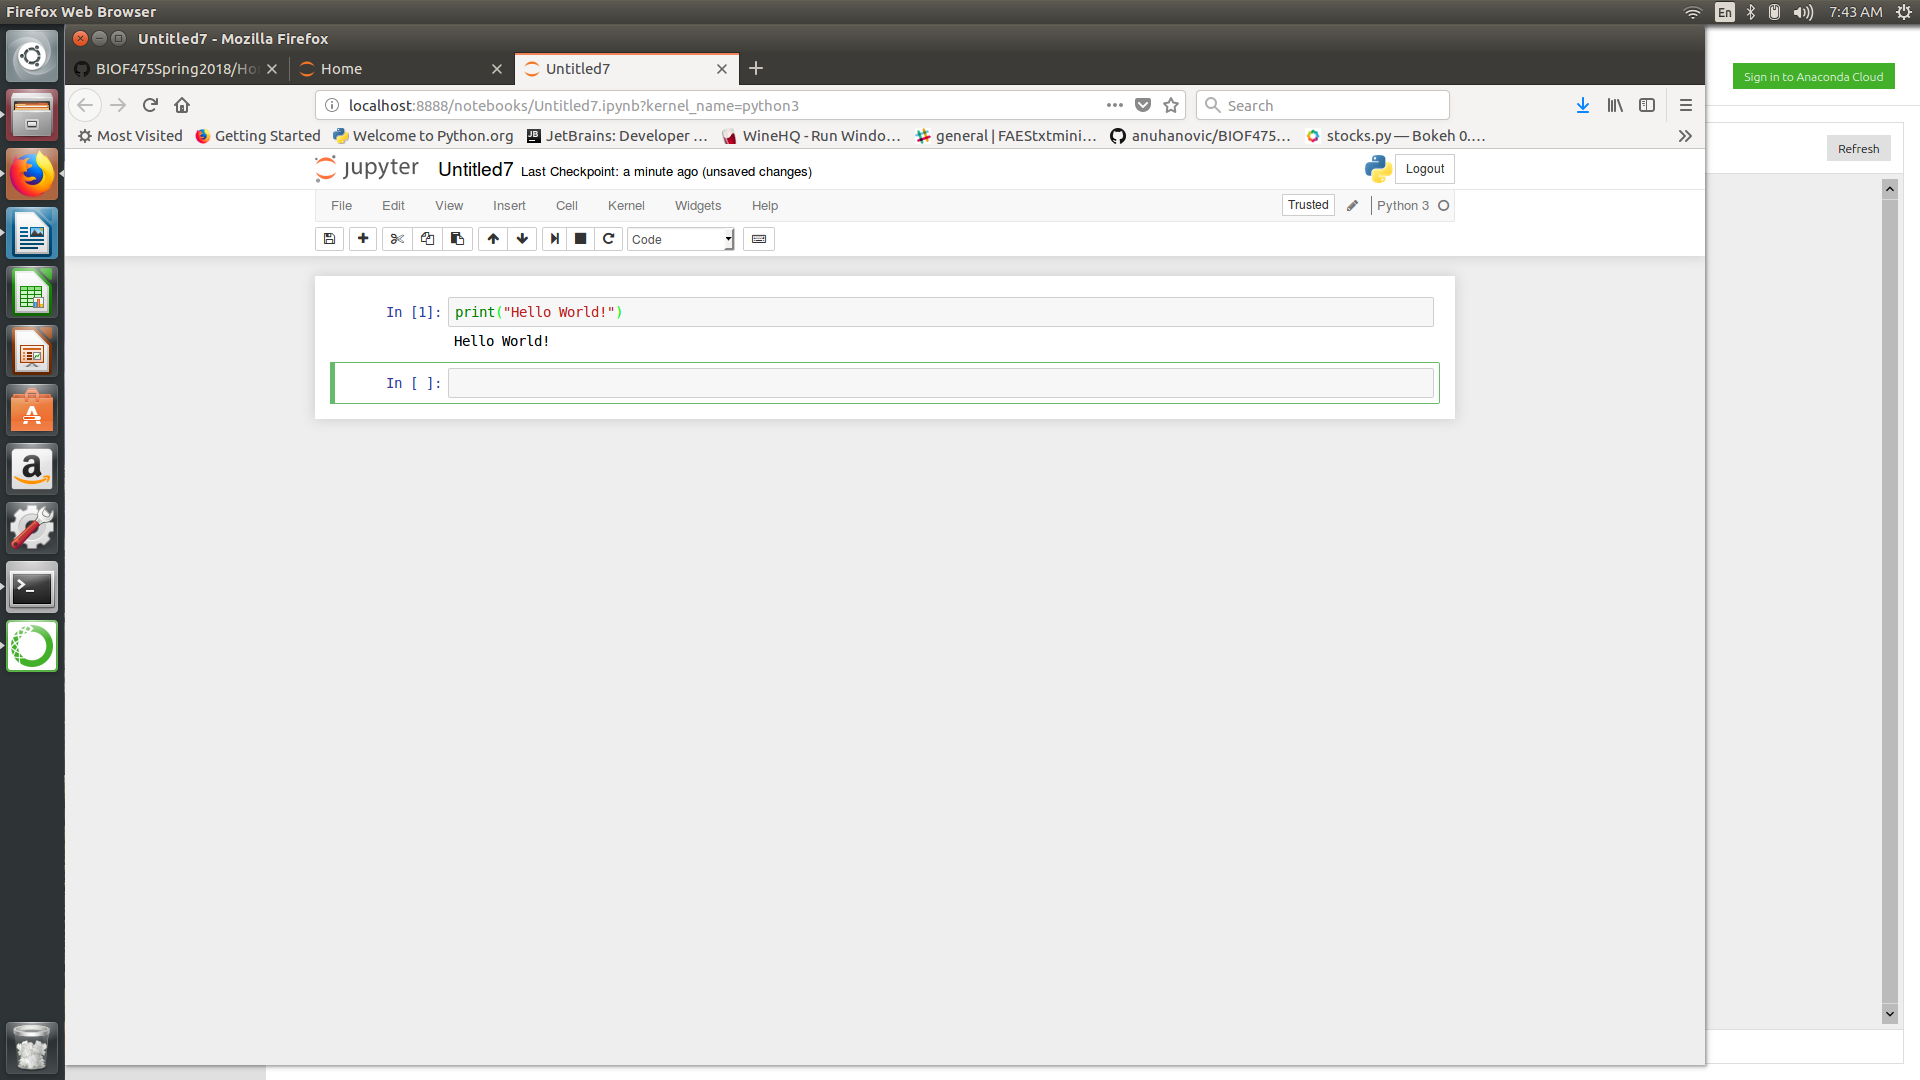 Firefox Web Browser
En
7:43 AM
Untitled7 - Mozilla Firefox
BIOF475Spring2018/Ho
Home
Untitled7
localhost:8888/notebooks/Untitled7.ipynb?kernel_name=python3
Search
Most Visited
Getting Started
Welcome to Python.org
JetBrains: Developer ...
WineHQ - Run Windo...
general | FAEStxtmini...
anuhanovic/BIOF475...
stocks.py — Bokeh 0....
Sign in to Anaconda Cloud
Refresh
jupyter Untitled7 Last Checkpoint: a minute ago (unsaved changes)
Logout
File Edit View Insert Cell Kernel Widgets Help
Trusted
Python 3
Code
In [1]: print("Hello World!")
Hello World!
In [ ]: